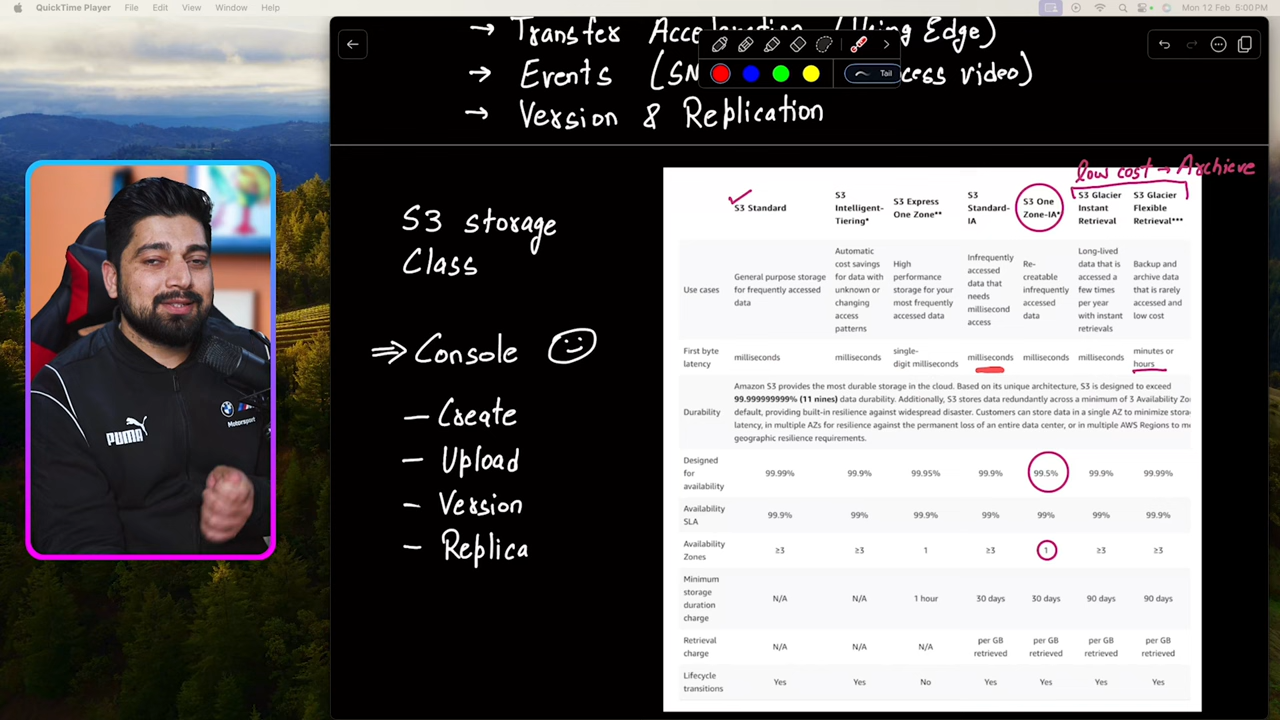 QuickTime Player File Edit View Window Help
Mon 12 Feb 5:00 PM
→ Transfer Acceleration (Using Edge)
→ Events (SN cess video)
→ Version & Replication
Tail
low cost → Archieve
S3 storage
Class
⇒ Console
- Create
- Upload
- Version
- Replica
PUMA
BMW
Motorsport
S3 Standard
S3 Intelligent-Tiering*
S3 Express One Zone**
S3 Standard-IA
S3 One Zone-IA*
S3 Glacier Instant Retrieval
S3 Glacier Flexible Retrieval***
Use cases
General purpose storage for frequently accessed data
Automatic cost savings for data with unknown or changing access patterns
High performance storage for your most frequently accessed data
Infrequently accessed data that needs millisecond access
Re-creatable infrequently accessed data
Long-lived data that is accessed a few times per year with instant retrievals
Backup and archive data that is rarely accessed and low cost
First byte latency
milliseconds
milliseconds
single-digit milliseconds
milliseconds
milliseconds
milliseconds
minutes or hours
Durability
Amazon S3 provides the most durable storage in the cloud. Based on its unique architecture, S3 is designed to exceed
99.999999999% (11 nines) data durability. Additionally, S3 stores data redundantly across a minimum of 3 Availability Zo
default, providing built-in resilience against widespread disaster. Customers can store data in a single AZ to minimize stora
latency, in multiple AZs for resilience against the permanent loss of an entire data center, or in multiple AWS Regions to m
geographic resilience requirements.
Designed for availability
99.99% 99.9% 99.95% 99.9% 99.5% 99.9% 99.99%
Availability SLA
99.9% 99% 99.9% 99% 99% 99% 99.9%
Availability Zones
≥3 ≥3 1 ≥3 1 ≥3 ≥3
Minimum storage duration charge
N/A N/A 1 hour 30 days 30 days 90 days 90 days
Retrieval charge
N/A N/A N/A per GB retrieved per GB retrieved per GB retrieved per GB retrieved
Lifecycle transitions
Yes Yes No Yes Yes Yes Yes